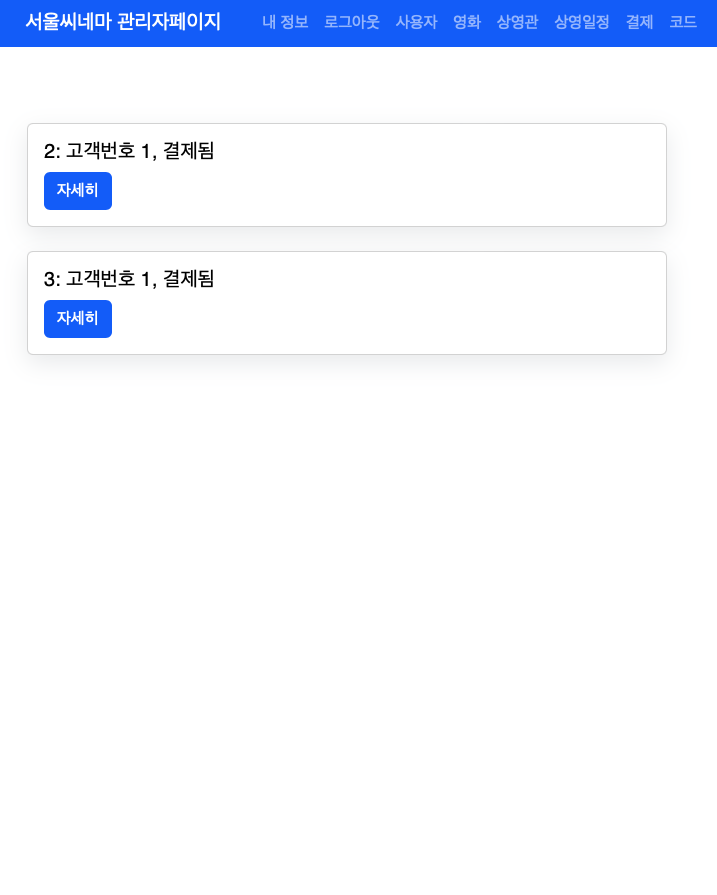 서울씨네마 관리자페이지 내 정보 로그아웃 사용자 영화 상영관 상영일정 결제 코드
2: 고객번호 1, 결제됨
자세히
3: 고객번호 1, 결제됨
자세히